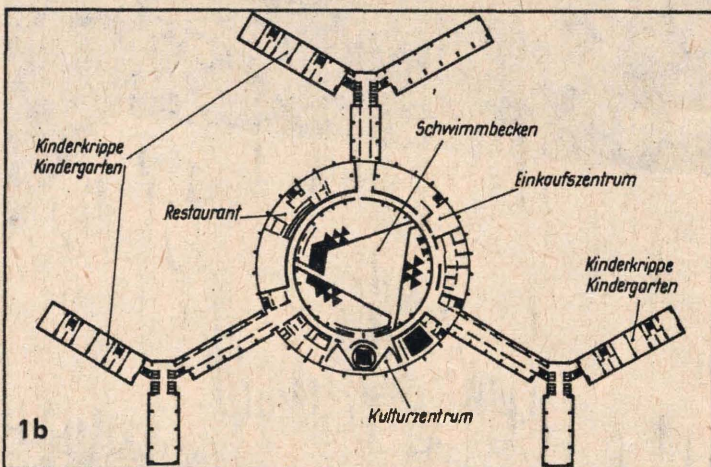 Schwimmbecken
Kinderkrippe
Kindergarten
Einkaufszentrum
Restaurant
Kinderkrippe
Kindergarten
Kulturzentrum
1b